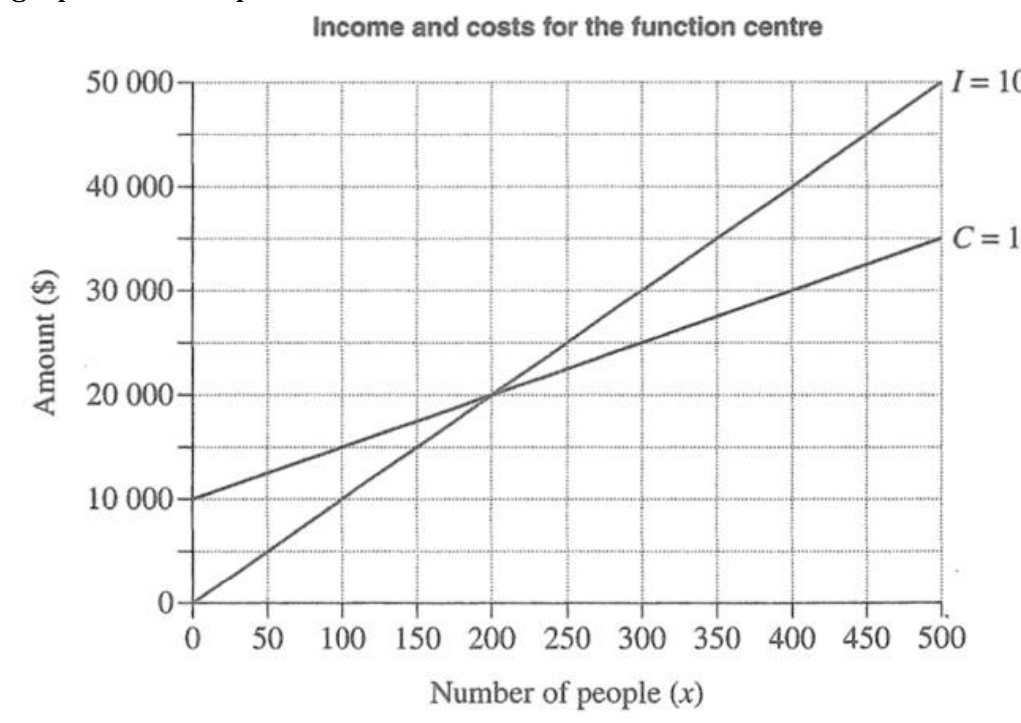 Income and costs for the function centre
50 000
I = 10
40 000
C = 1
30 000
Amount ($)
20 000
10 000
0
0 50 100 150 200 250 300 350 400 450 500
Number of people (x)